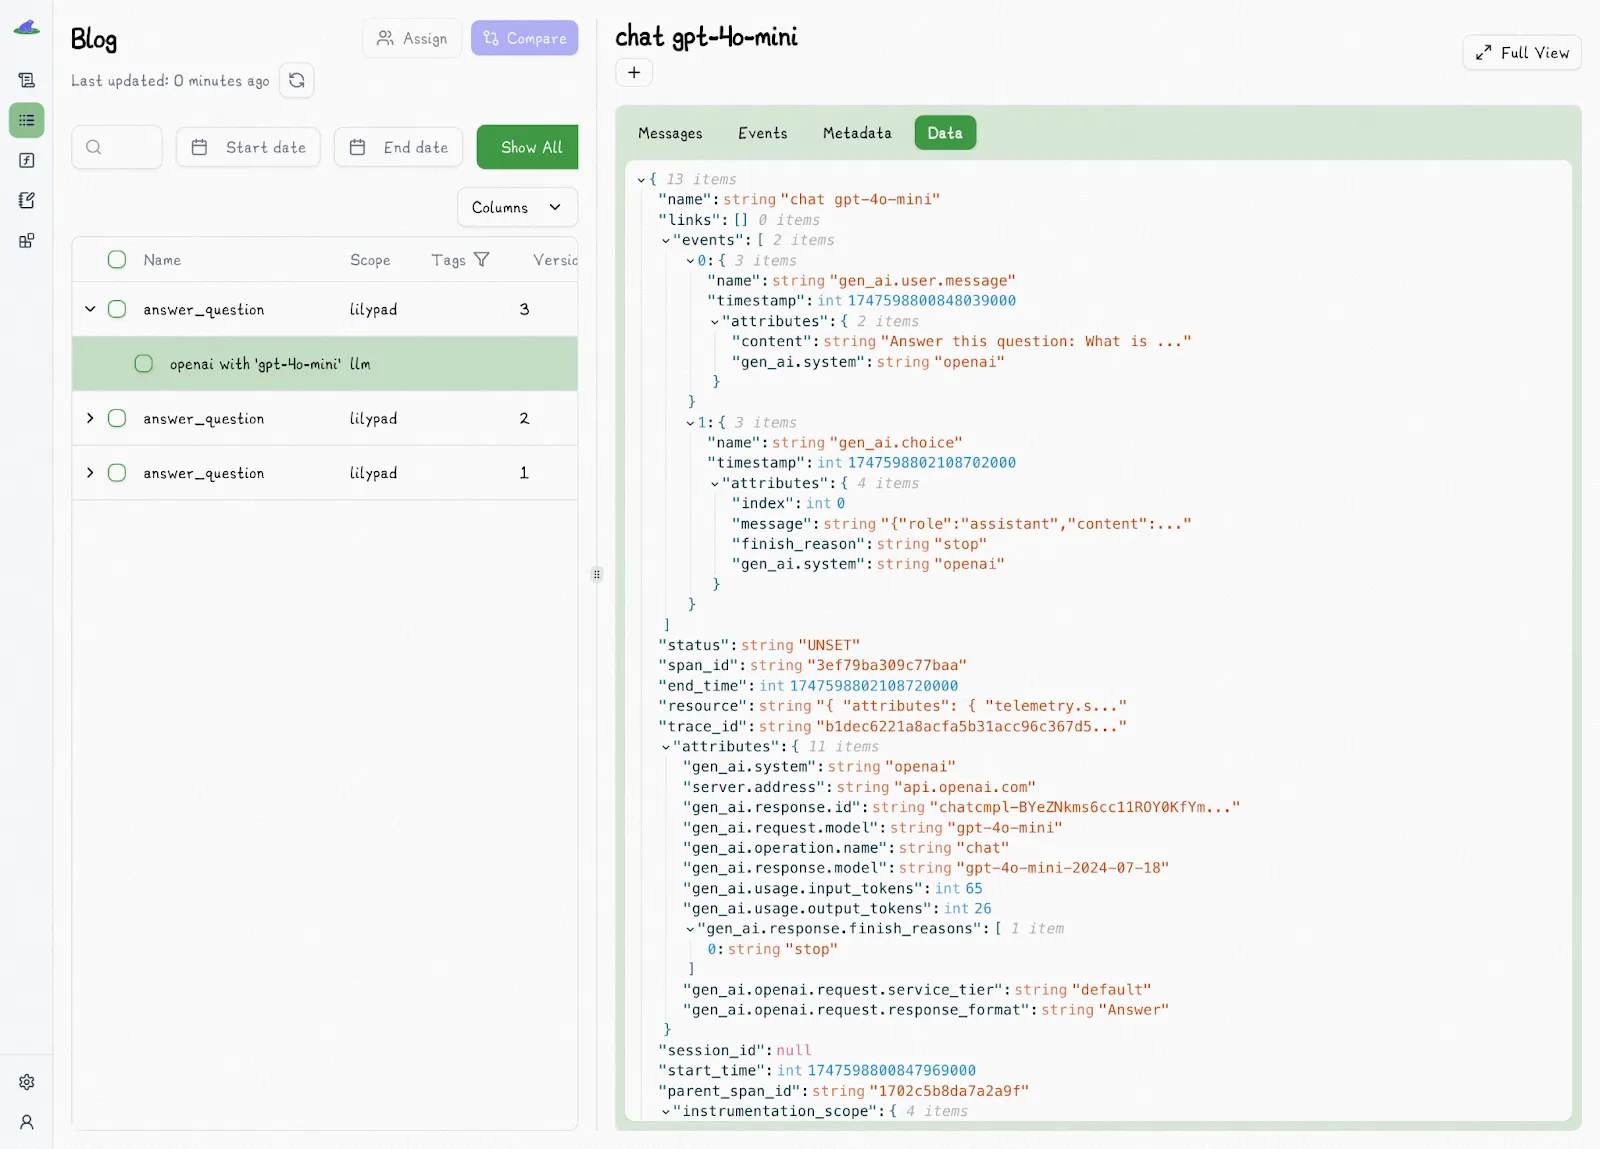 Blog
Assign
Compare
Last updated: 0 minutes ago
Start date
End date
Show All
Columns
Name Scope Tags Versio
answer_question lilypad 3
openai with 'gpt-4o-mini' llm
answer_question lilypad 2
answer_question lilypad 1
chat gpt-4o-mini
+
Full View
Messages Events Metadata Data
{ 13 items
"name": string "chat gpt-4o-mini"
"links": [] 0 items
"events": [ 2 items
0: { 3 items
"name": string "gen_ai.user.message"
"timestamp": int 1747598800848039000
"attributes": { 2 items
"content": string "Answer this question: What is ..."
"gen_ai.system": string "openai"
}
}
1: { 3 items
"name": string "gen_ai.choice"
"timestamp": int 1747598802108702000
"attributes": { 4 items
"index": int 0
"message": string "{"role":"assistant","content":..."
"finish_reason": string "stop"
"gen_ai.system": string "openai"
}
}
]
"status": string "UNSET"
"span_id": string "3ef79ba309c77baa"
"end_time": int 1747598802108720000
"resource": string "{ "attributes": { "telemetry.s..."
"trace_id": string "b1dec6221a8acfa5b31acc96c367d5..."
"attributes": { 11 items
"gen_ai.system": string "openai"
"server.address": string "api.openai.com"
"gen_ai.response.id": string "chatcmpl-BYeZNkms6cc11ROY0KfYm..."
"gen_ai.request.model": string "gpt-4o-mini"
"gen_ai.operation.name": string "chat"
"gen_ai.response.model": string "gpt-4o-mini-2024-07-18"
"gen_ai.usage.input_tokens": int 65
"gen_ai.usage.output_tokens": int 26
"gen_ai.response.finish_reasons": [ 1 item
0: string "stop"
]
"gen_ai.openai.request.service_tier": string "default"
"gen_ai.openai.request.response_format": string "Answer"
}
"session_id": null
"start_time": int 1747598800847969000
"parent_span_id": string "1702c5b8da7a2a9f"
"instrumentation_scope": { 4 items